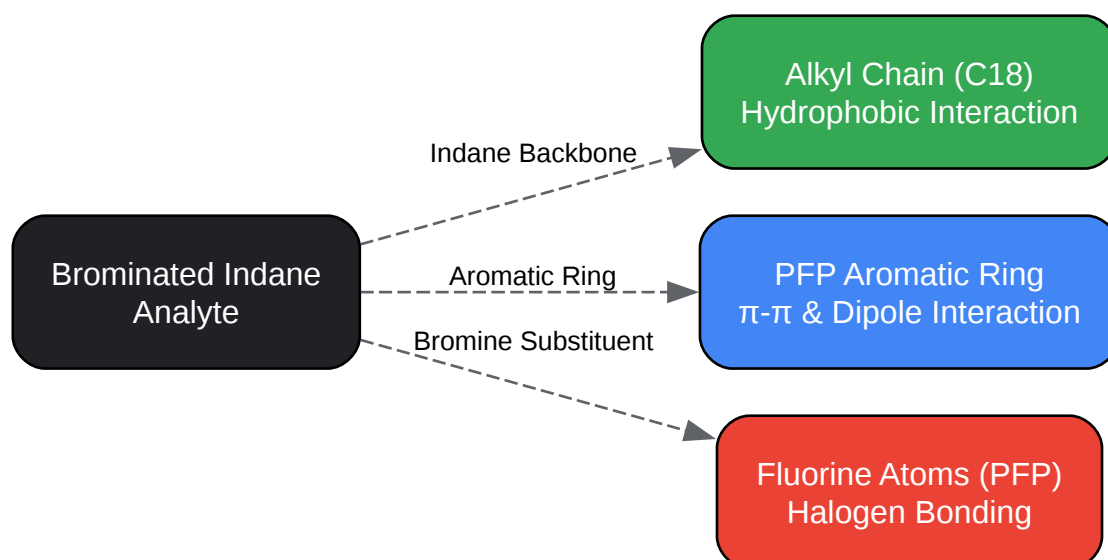 Alkyl Chain (C18)
Hydrophobic Interaction
Indane Backbone
Brominated Indane
Analyte
Aromatic Ring
PFP Aromatic Ring
π-π & Dipole Interaction
Bromine Substituent
Fluorine Atoms (PFP)
Halogen Bonding